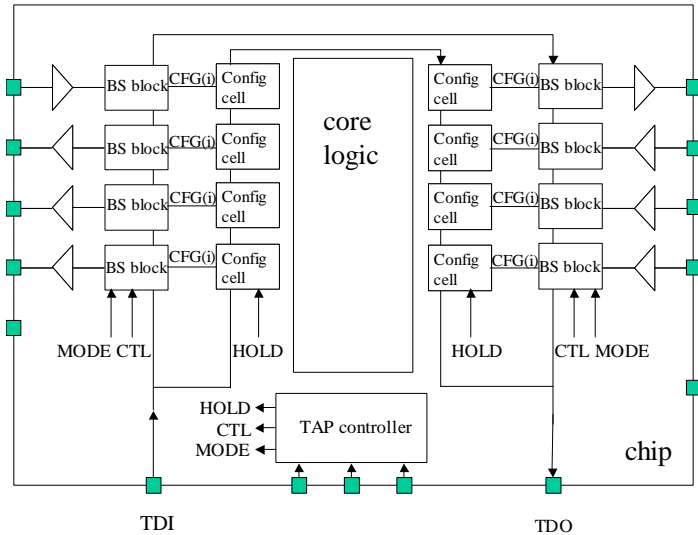 BS block CFG(i) Config cell
BS block CFG(i) Config cell
BS block CFG(i) Config cell
BS block CFG(i) Config cell
MODE CTL HOLD
core logic
Config cell CFG(i) BS block
Config cell CFG(i) BS block
Config cell CFG(i) BS block
Config cell CFG(i) BS block
HOLD CTL MODE
HOLD
CTL
MODE
TAP controller
chip
TDI
TDO